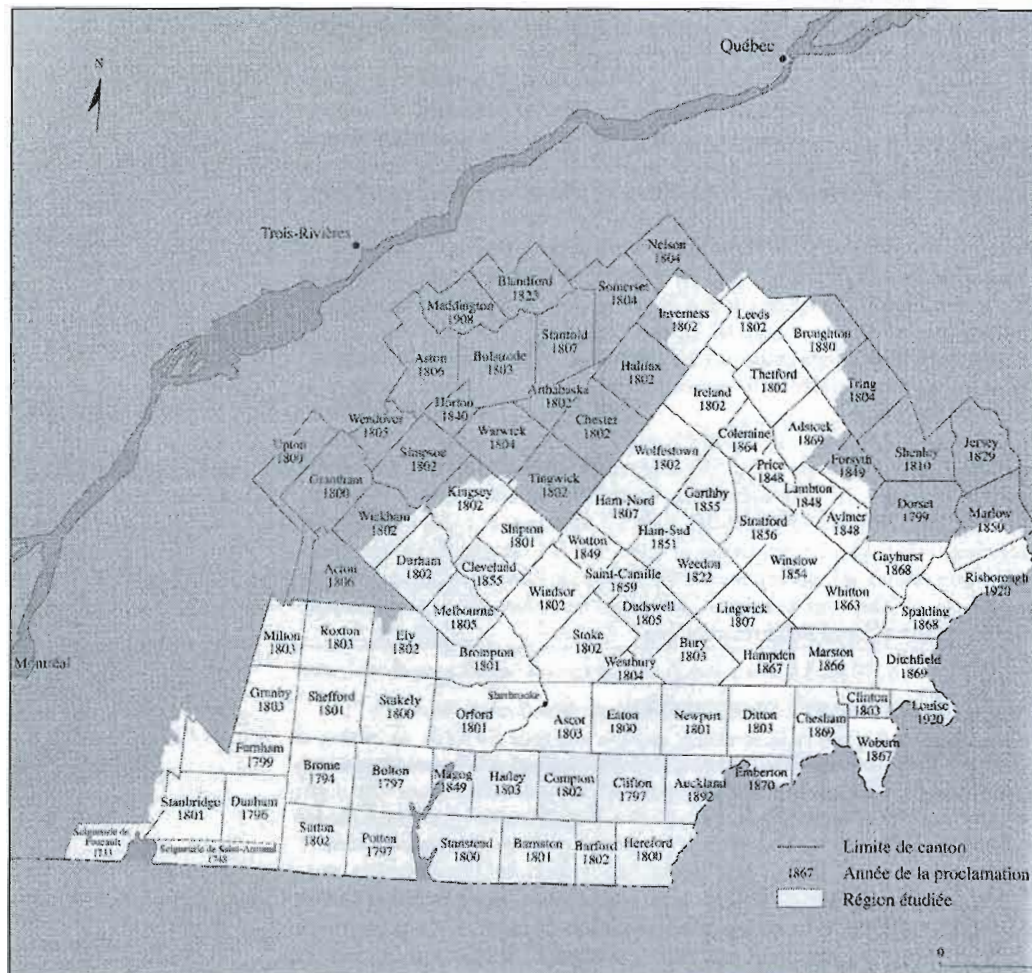 Québec
N
Trois-Rivières
Montréal
Nelson
1804
Blandford
1823
Somerset
1804
Maddington
1908
Inverness
1802
Leeds
1802
Broughton
1880
Stanfold
1807
Aston
1806
Bulstrode
1803
Halifax
1802
Thetford
1802
Tring
1804
Ireland
1802
Arthabaska
1802
Horton
1840
Wendover
1805
Chester
1802
Coleraine
1864
Adstock
1869
Warwick
1804
Upton
1800
Simpson
1802
Wolfestown
1802
Price
1848
Forsyth
1849
Shenley
1810
Jersey
1829
Grantham
1800
Tingwick
1802
Kingsey
1802
Ham-Nord
1807
Garthby
1855
Lambton
1848
Dorset
1799
Marlow
1850
Wickham
1802
Shipton
1801
Stratford
1856
Aylmer
1848
Wotton
1849
Ham-Sud
1851
Acton
1806
Durham
1802
Cleveland
1855
Saint-Camille
1859
Weedon
1822
Winslow
1854
Gayhurst
1868
Risborough
1920
Windsor
1802
Whitton
1863
Melbourne
1805
Dudswell
1805
Lingwick
1807
Spalding
1868
Milton
1803
Roxton
1803
Ely
1802
Stoke
1802
Bury
1803
Brompton
1801
Westbury
1804
Hampden
1867
Marston
1866
Ditchfield
1869
Granby
1803
Shefford
1801
Stukely
1800
Sherbrooke
Orford
1801
Ascot
1803
Eaton
1800
Newport
1801
Ditton
1803
Chesham
1869
Clinton
1803
Louise
1920
Woburn
1867
Farnham
1799
Brome
1794
Bolton
1797
Magog
1849
Hatley
1803
Compton
1802
Clifton
1797
Auckland
1892
Emberton
1870
Stanbridge
1801
Dunham
1796
Sutton
1802
Potton
1797
Stanstead
1800
Barnston
1801
Barford
1802
Hereford
1800
Seigneurie de
Foucault
1733
Seigneurie de Saint-Armand
1748
Limite de canton
1867 Année de la proclamation
Région étudiée
0